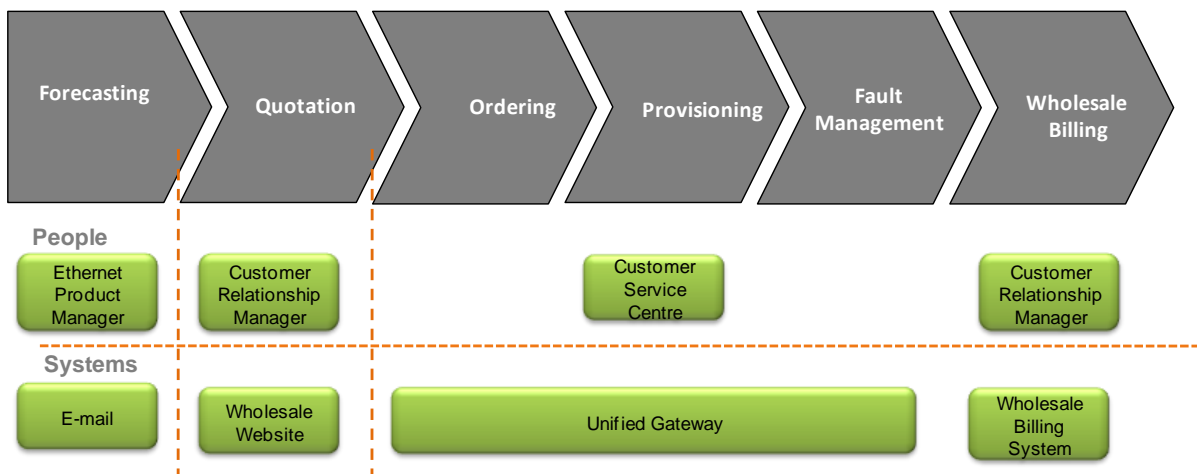 Forecasting
Quotation
Ordering
Provisioning
Fault
Management
Wholesale
Billing
People
Ethernet
Product
Manager
Customer
Relationship
Manager
Customer
Service
Centre
Customer
Relationship
Manager
Systems
E-mail
Wholesale
Website
Unified Gateway
Wholesale
Billing
System